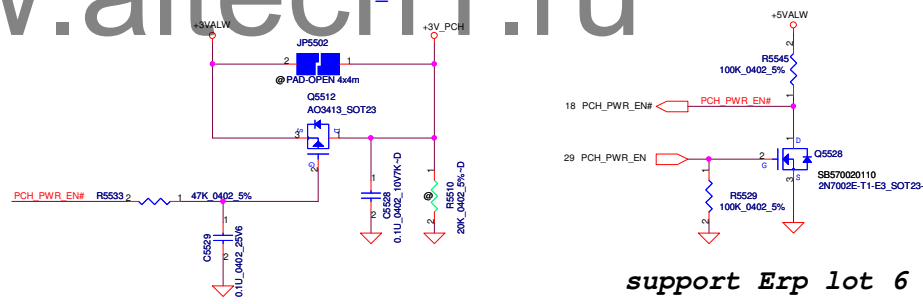 w.aitech1.ru
+3VALW
+3V_PCH
JP5502
2
1
@ PAD-OPEN 4x4m
Q5512
AO3413_SOT23
3
S
D
1
G
2
PCH_PWR_EN#
R5533
2
1
47K_0402_5%
1
C5529
2
0.1U_0402_25V6
1
2
C5528
0.1U_0402_10V7K~D
1
@
2
R5510
20K_0402_5%~D
+5VALW
2
R5545
100K_0402_5%
1
18 PCH_PWR_EN#
PCH_PWR_EN#
29 PCH_PWR_EN
1
D
2
G
S
3
Q5528
SB570020110
2N7002E-T1-E3_SOT23-
1
R5529
100K_0402_5%
2
support Erp lot 6